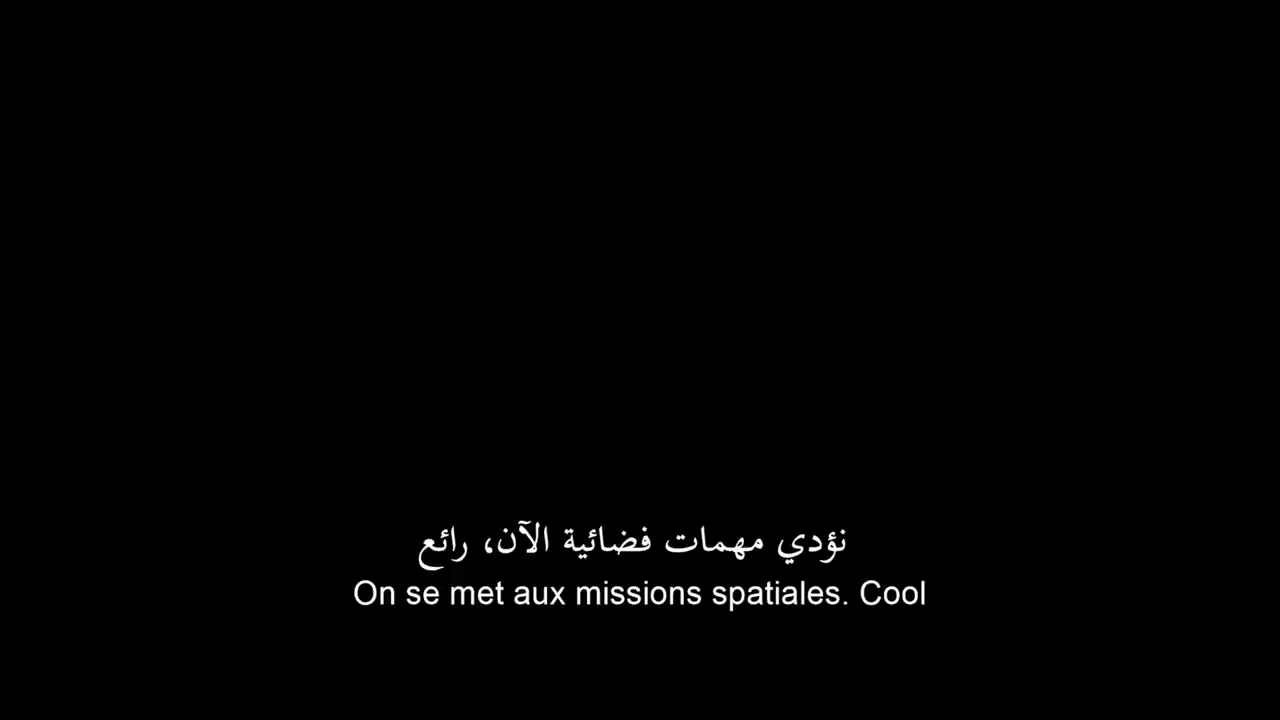 نؤدي مهمات فضائية الآن، رائع
On se met aux missions spatiales. Cool